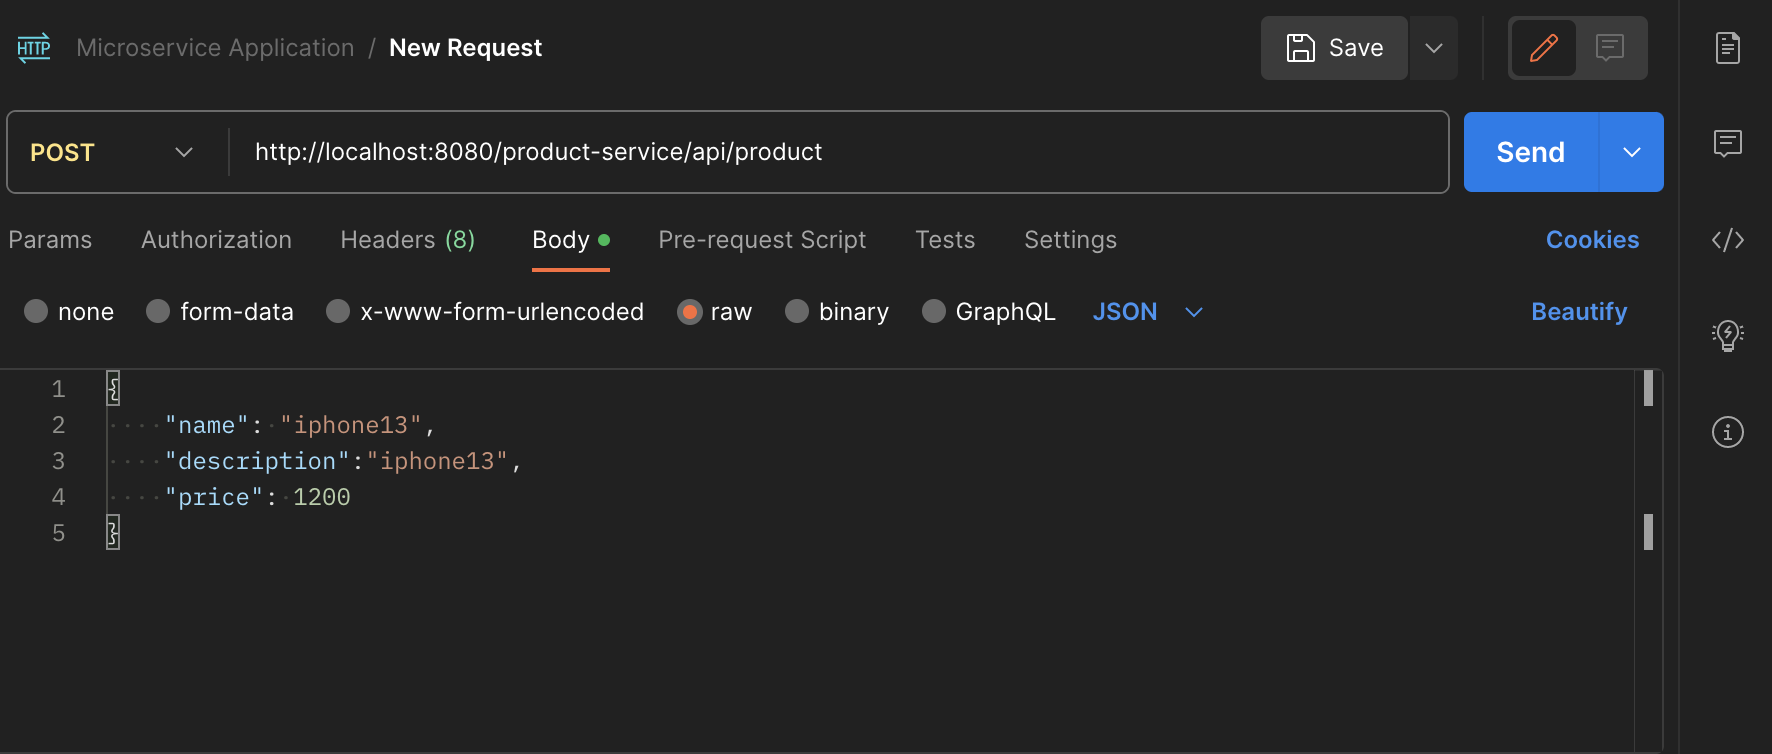 HTTP Microservice Application / New Request Save
POST http://localhost:8080/product-service/api/product Send
Params Authorization Headers (8) Body Pre-request Script Tests Settings Cookies
none form-data x-www-form-urlencoded raw binary GraphQL JSON Beautify
1 {
2 "name": "iphone13",
3 "description":"iphone13",
4 "price": 1200
5 }